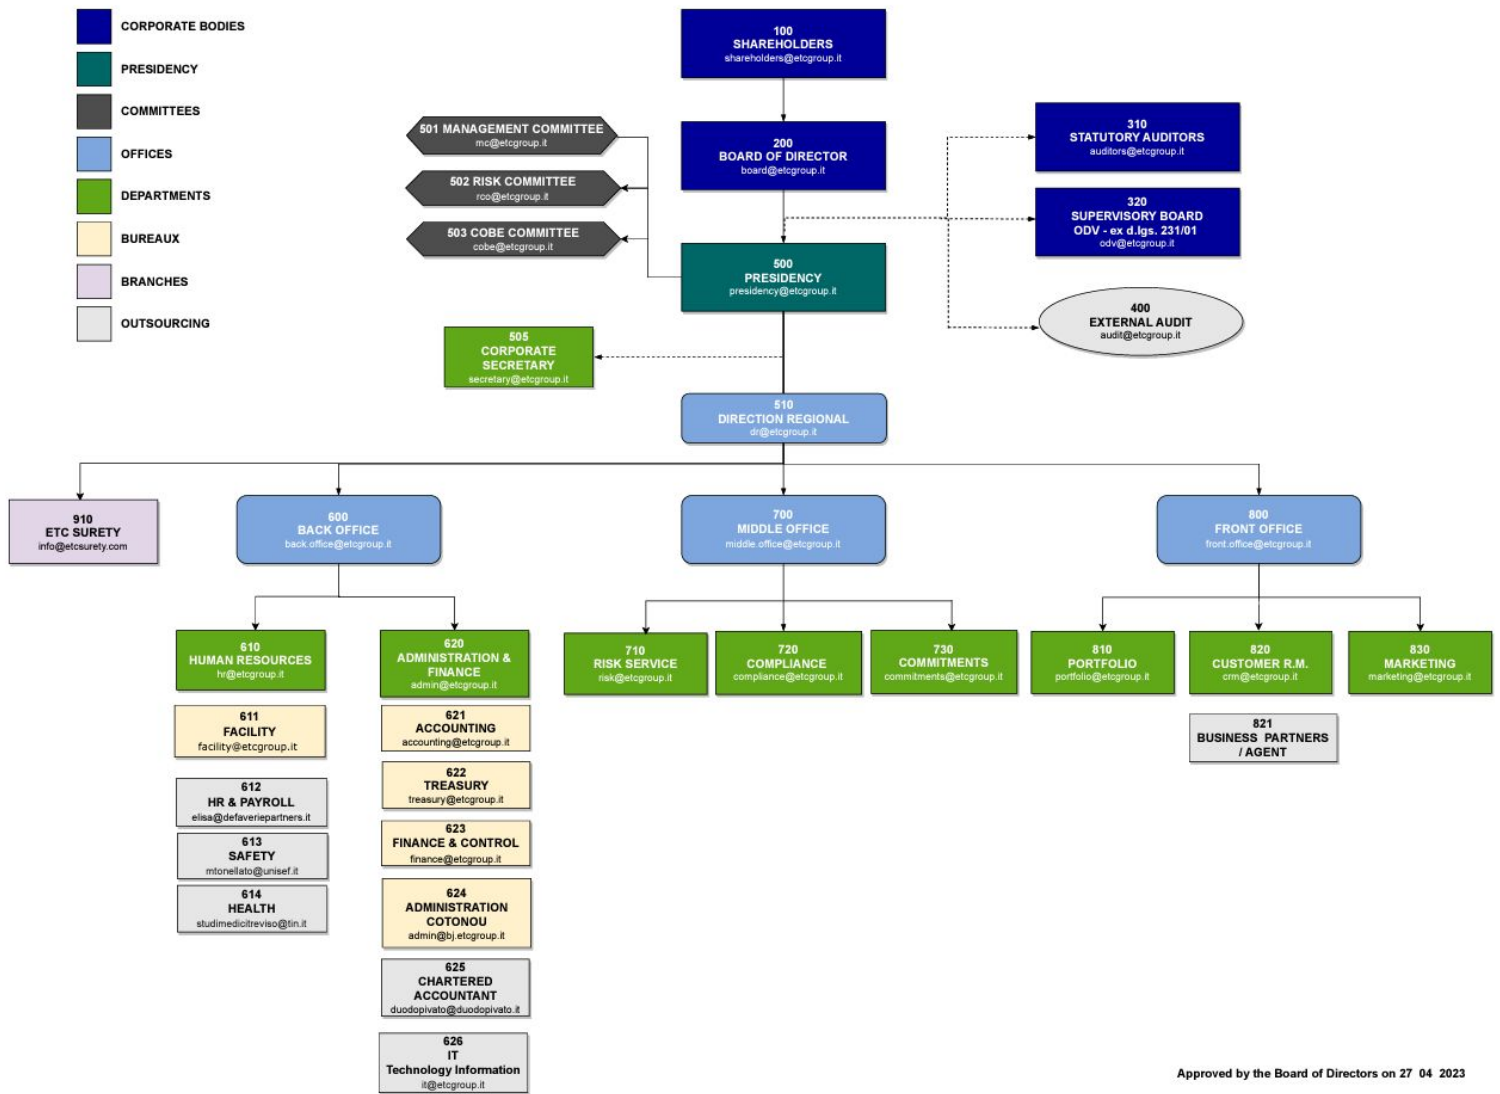 CORPORATE BODIES
PRESIDENCY
COMMITTEES
OFFICES
DEPARTMENTS
BUREAUX
BRANCHES
OUTSOURCING
100
SHAREHOLDERS
shareholders@etcgroup.it
501 MANAGEMENT COMMITTEE
mc@etcgroup.it
502 RISK COMMITTEE
rco@etcgroup.it
503 COBE COMMITTEE
cobe@etcgroup.it
200
BOARD OF DIRECTOR
board@etcgroup.it
310
STATUTORY AUDITORS
auditors@etcgroup.it
320
SUPERVISORY BOARD
ODV - ex d.lgs. 231/01
odv@etcgroup.it
500
PRESIDENCY
presidency@etcgroup.it
400
EXTERNAL AUDIT
audit@etcgroup.it
505
CORPORATE
SECRETARY
secretary@etcgroup.it
510
DIRECTION REGIONAL
dr@etcgroup.it
910
ETC SURETY
info@etcsurety.com
600
BACK OFFICE
back.office@etcgroup.it
700
MIDDLE OFFICE
middle.office@etcgroup.it
800
FRONT OFFICE
front.office@etcgroup.it
610
HUMAN RESOURCES
hr@etcgroup.it
611
FACILITY
facility@etcgroup.it
612
HR & PAYROLL
elisa@defaveriepartners.it
613
SAFETY
mtonellato@unisef.it
614
HEALTH
studimedicitreviso@tin.it
620
ADMINISTRATION &
FINANCE
admin@etcgroup.it
621
ACCOUNTING
accounting@etcgroup.it
622
TREASURY
treasury@etcgroup.it
623
FINANCE & CONTROL
finance@etcgroup.it
624
ADMINISTRATION
COTONOU
admin@bj.etcgroup.it
625
CHARTERED
ACCOUNTANT
duodopivato@duodopivato.it
626
IT
Technology Information
it@etcgroup.it
710
RISK SERVICE
risk@etcgroup.it
720
COMPLIANCE
compliance@etcgroup.it
730
COMMITMENTS
commitments@etcgroup.it
810
PORTFOLIO
portfolio@etcgroup.it
820
CUSTOMER R.M.
crm@etcgroup.it
821
BUSINESS PARTNERS
/ AGENT
830
MARKETING
marketing@etcgroup.it
Approved by the Board of Directors on 27 04 2023